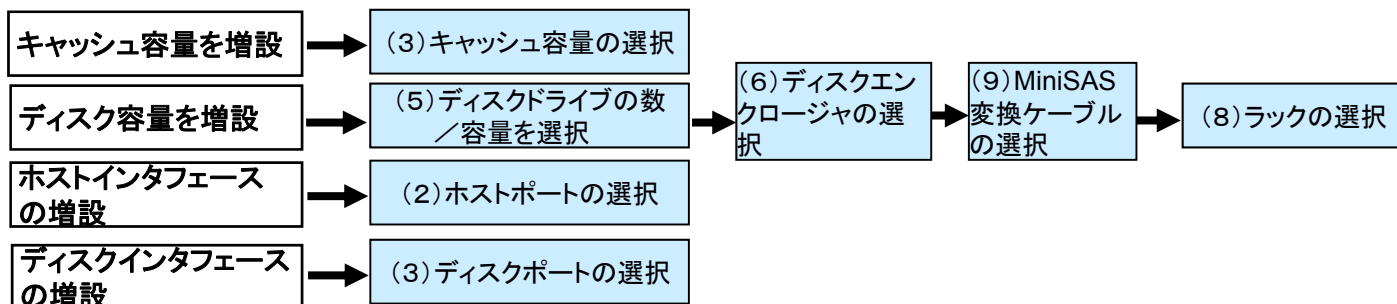 キャッシュ容量を増設
（3）キャッシュ容量の選択
ディスク容量を増設
（5）ディスクドライブの数
／容量を選択
（6）ディスクエン
クロージャの選
択
（9）MiniSAS
変換ケーブル
の選択
（8）ラックの選択
ホストインタフェース
の増設
（2）ホストポートの選択
ディスクインタフェース
の増設
（3）ディスクポートの選択